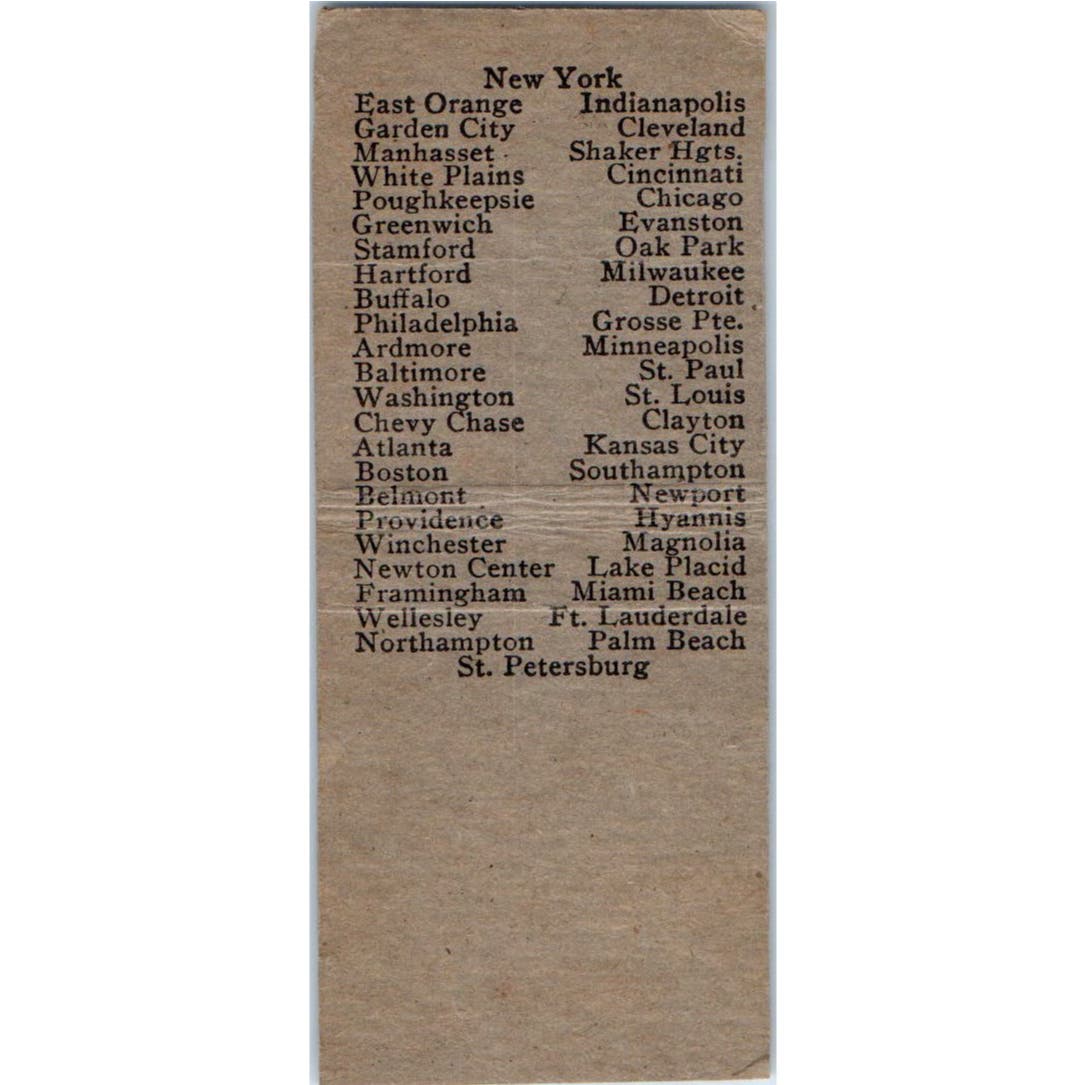 New York
East Orange Indianapolis
Garden City Cleveland
Manhasset Shaker Hgts.
White Plains Cincinnati
Poughkeepsie Chicago
Greenwich Evanston
Stamford Oak Park
Hartford Milwaukee
Buffalo Detroit
Philadelphia Grosse Pte.
Ardmore Minneapolis
Baltimore St. Paul
Washington St. Louis
Chevy Chase Clayton
Atlanta Kansas City
Boston Southampton
Belmont Newport
Providence Hyannis
Winchester Magnolia
Newton Center Lake Placid
Framingham Miami Beach
Wellesley Ft. Lauderdale
Northampton Palm Beach
St. Petersburg